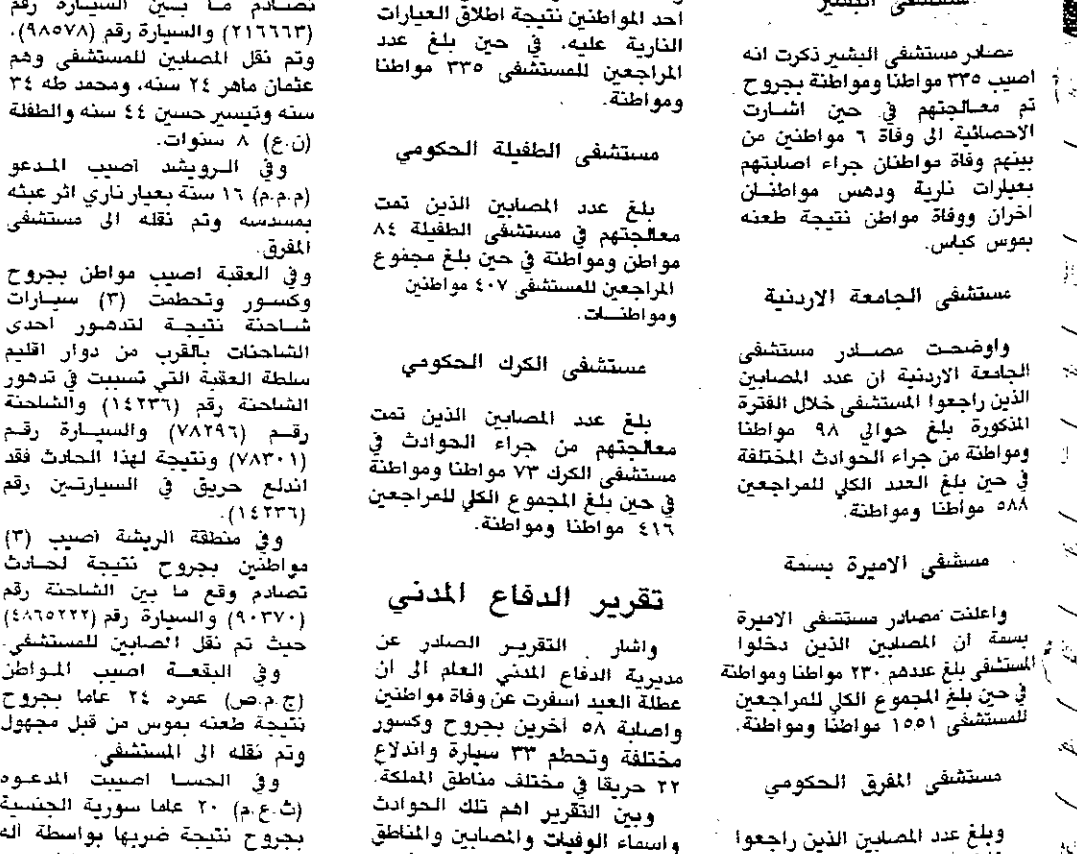 مستشفى البشير
مصادر مستشفى البشير ذكرت انه
اصيب ٣٣٥ مواطنا ومواطنة بجروح
تم معالجتهم في حين اشارت
الاحصائية الى وفاة ٦ مواطنين من
بينهم وفاة مواطنان جراء اصابتهم
بعيارات نارية ودهس مواطنان
اخران ووفاة مواطن نتيجة طعنه
بموس كباس.
مستشفى الجامعة الاردنية
واوضحت مصادر مستشفى
الجامعة الاردنية ان عدد المصابين
الذين راجعوا المستشفى خلال الفترة
المذكورة بلغ حوالي ٩٨ مواطنا
ومواطنة من جراء الحوادث المختلفة
في حين بلغ العدد الكلي للمراجعين
٥٨٨ مواطنا ومواطنة.
مسشفى الاميرة بسمة
واعلنت مصادر مستشفى الاميرة
بسمة ان المصابين الذين دخلوا
المستشفى بلغ عددهم ٢٣٠ مواطنا ومواطنة
في حين بلغ المجموع الكلي للمراجعين
للمستشفى ١٥٥١ مواطنا ومواطنة.
مستشفى المفرق الحكومي
وبلغ عدد المصابين الذين راجعوا
احد المواطنين نتيجة اطلاق العيارات
النارية عليه، في حين بلغ عدد
المراجعين للمستشفى ٣٣٥ مواطنا
ومواطنة.
مستشفى الطفيلة الحكومي
بلغ عدد المصابين الذين تمت
معالجتهم في مستشفى الطفيلة ٨٤
مواطن ومواطنة في حين بلغ مجموع
المراجعين للمستشفى ٤٠٧ مواطنين
ومواطنات.
مستشفى الكرك الحكومي
بلغ عدد المصابين الذين تمت
معالجتهم من جراء الحوادث في
مستشفى الكرك ٧٣ مواطنا ومواطنة
في حين بلغ المجموع الكلي للمراجعين
٤١٦ مواطنا ومواطنة.
تقرير الدفاع المدني
واشار التقرير الصادر عن
مديرية الدفاع المدني العام الى ان
عطلة العيد اسفرت عن وفاة مواطنين
واصابة ٥٨ آخرين بجروح وكسور
مختلفة وتحطم ٣٣ سيارة واندلاع
٢٢ حريقا في مختلف مناطق المملكة.
وبين التقرير اهم تلك الحوادث
واسماء الوفيات والمصابين والمناطق
تصادم ما بين السيارة رقم
(٢١٦٦٦٣) والسيارة رقم (٩٨٥٧٨)،
وتم نقل المصابين للمستشفى وهم
عثمان ماهر ٢٤ سنه، ومحمد طه ٣٤
سنه وتيسير حسين ٤٤ سنه والطفلة
(ن.ع) ٨ سنوات.
وفي الرويشد اصيب المدعو
(م.م.م) ١٦ سنة بعيار ناري اثر عبثه
بمسدسه وتم نقله الى مستشفى
المفرق.
وفي العقبة اصيب مواطن بجروح
وكسور وتحطمت (٣) سيارات
شاحنة نتيجة لتدهور احدى
الشاحنات بالقرب من دوار اقليم
سلطة العقبة التي تسببت في تدهور
الشاحنة رقم (١٤٢٣٦) والشاحنة
رقم (٧٨٢٩٦) والسيارة رقم
(٧٨٣٠١) ونتيجة لهذا الحادث فقد
اندلع حريق في السيارتين رقم
(١٤٢٣٦).
وفي منطقة الريشة اصيب (٣)
مواطنين بجروح نتيجة لحادث
تصادم وقع ما بين الشاحنة رقم
(٩٠٣٧٠) والسيارة رقم (٤٨٦٥٢٢٢)
حيث تم نقل المصابين للمستشفى.
وفي البقعة اصيب المواطن
(ج.م.ص) عمره ٢٤ عاما بجروح
نتيجة طعنه بموس من قبل مجهول
وتم نقله الى المستشفى.
وفي الحسا اصيبت المدعوه
(ث.ع.م) ٢٠ عاما سورية الجنسية
بجروح نتيجة ضربها بواسطة آله